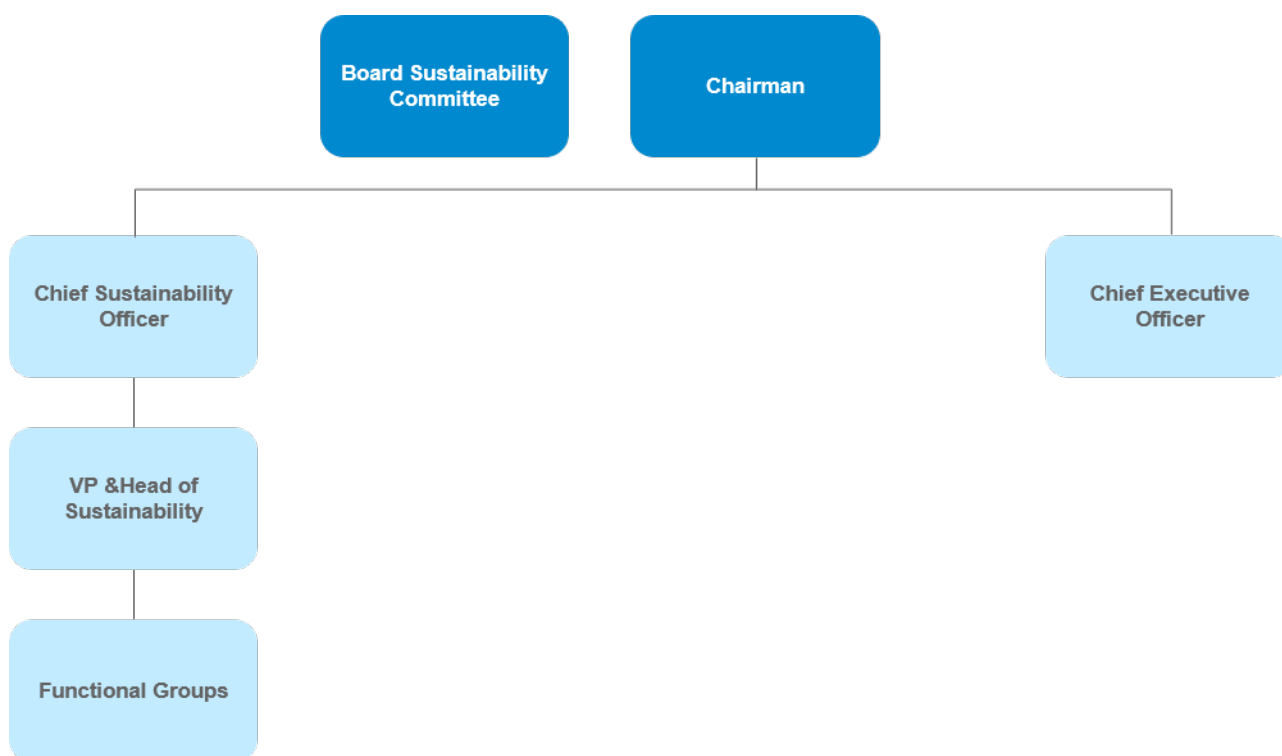 Board Sustainability
Committee
Chairman
Chief Sustainability
Officer
Chief Executive
Officer
VP &Head of
Sustainability
Functional Groups